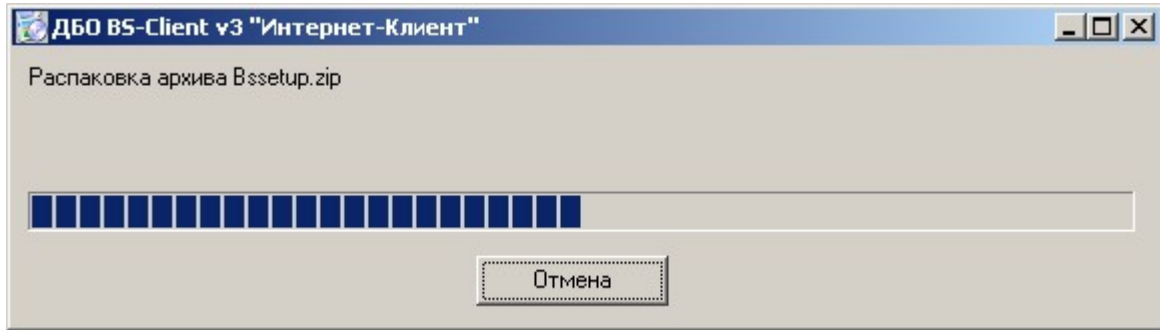 ДБО BS-Client v3 "Интернет-Клиент"
Распаковка архива Bssetup.zip
Отмена